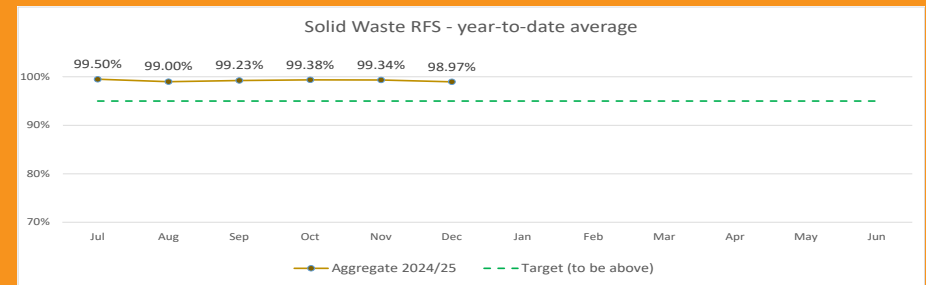 Solid Waste RFS - year-to-date average
99.50% 99.00% 99.23% 99.38% 99.34% 98.97%
100%
90%
80%
70%
Jul Aug Sep Oct Nov Dec Jan Feb Mar Apr May Jun
Aggregate 2024/25 Target (to be above)